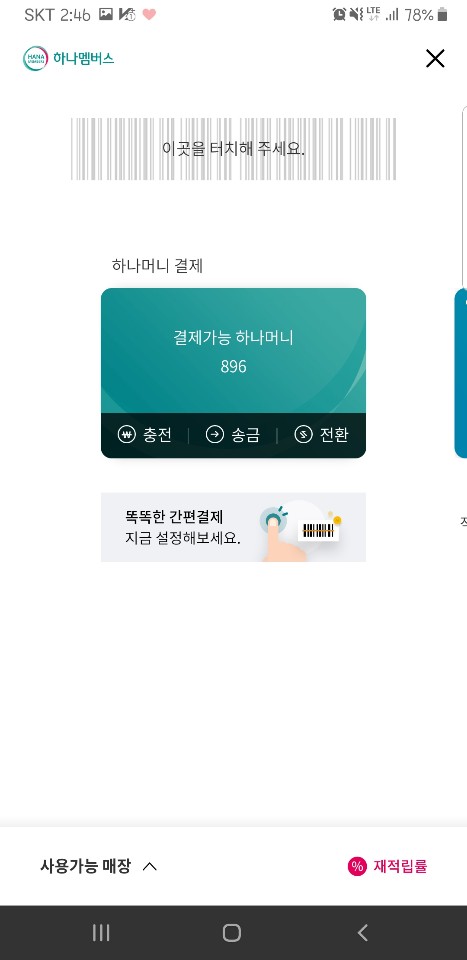 SKT 2:46 LTE 78%
HANA 하나멤버스
이곳을 터치해 주세요.
하나머니 결제
결제가능 하나머니
896
충전 송금 전환
똑똑한 간편결제
지금 설정해보세요.
사용가능 매장 % 재적립률